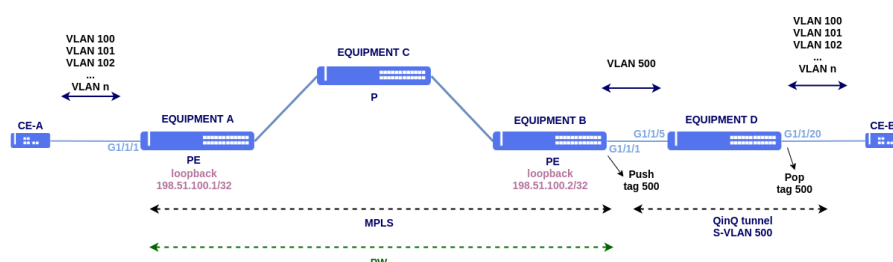 VLAN 100
VLAN 101
VLAN 102
...
VLAN n
EQUIPMENT C
P
VLAN 500
VLAN 100
VLAN 101
VLAN 102
...
VLAN n
CE-A
EQUIPMENT A
G1/1/1
PE
loopback
198.51.100.1/32
EQUIPMENT B
G1/1/1
PE
loopback
198.51.100.2/32
G1/1/5
EQUIPMENT D
G1/1/20
CE-B
Push
tag 500
Pop
tag 500
MPLS
QinQ tunnel
S-VLAN 500
PW